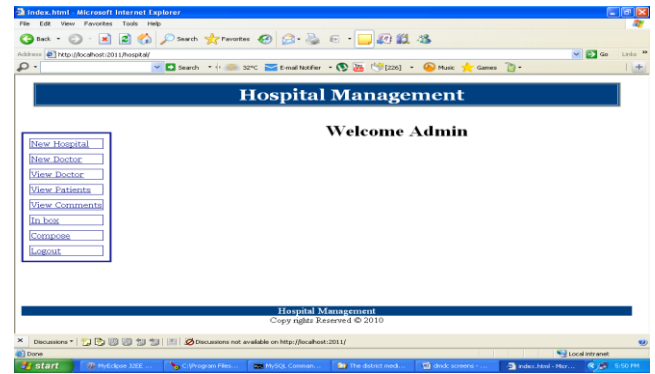 Index.html - Microsoft Internet Explorer
File Edit View Favorites Tools Help
Back Search Favorites
Address http://localhost:2011/hospital/ Go Links
Search 32°C E-mail Notifier [226] Music Games
Hospital Management
Welcome Admin
New Hospital
New Doctor
View Doctor
View Patients
View Comments
In box
Compose
Logout
Hospital Management
Copy rights Reserved © 2010
Discussions Discussions not available on http://localhost:2011/
Done Local intranet
start MyEclipse J2EE ... C:\Program Files... MySQL Comman... The district medi... dmdc screens - ... Index.html - Micr... 5:50 PM